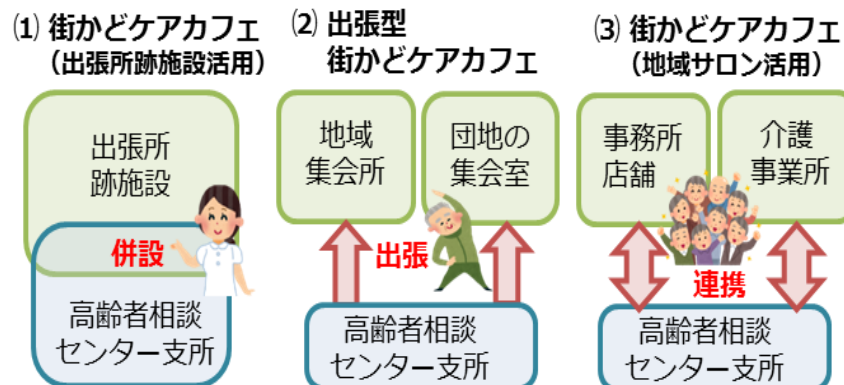 ⑴ 街かどケアカフェ
（出張所跡施設活用）
出張所
跡施設
併設
高齢者相談
センター支所
⑵ 出張型
街かどケアカフェ
地域
集会所
団地の
集会室
出張
高齢者相談
センター支所
⑶ 街かどケアカフェ
（地域サロン活用）
事務所
店舗
介護
事業所
連携
高齢者相談
センター支所